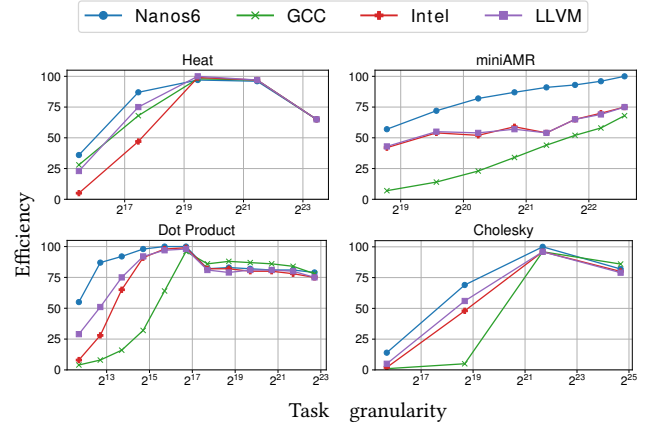 Nanos6 GCC Intel LLVM
Heat
miniAMR
100
75
50
25
0
2^17 2^19 2^21 2^23
100
75
50
25
0
2^19 2^20 2^21 2^22
Efficiency
Dot Product
Cholesky
100
75
50
25
0
2^13 2^15 2^17 2^19 2^21 2^23
100
75
50
25
0
2^17 2^19 2^21 2^23 2^25
Task granularity